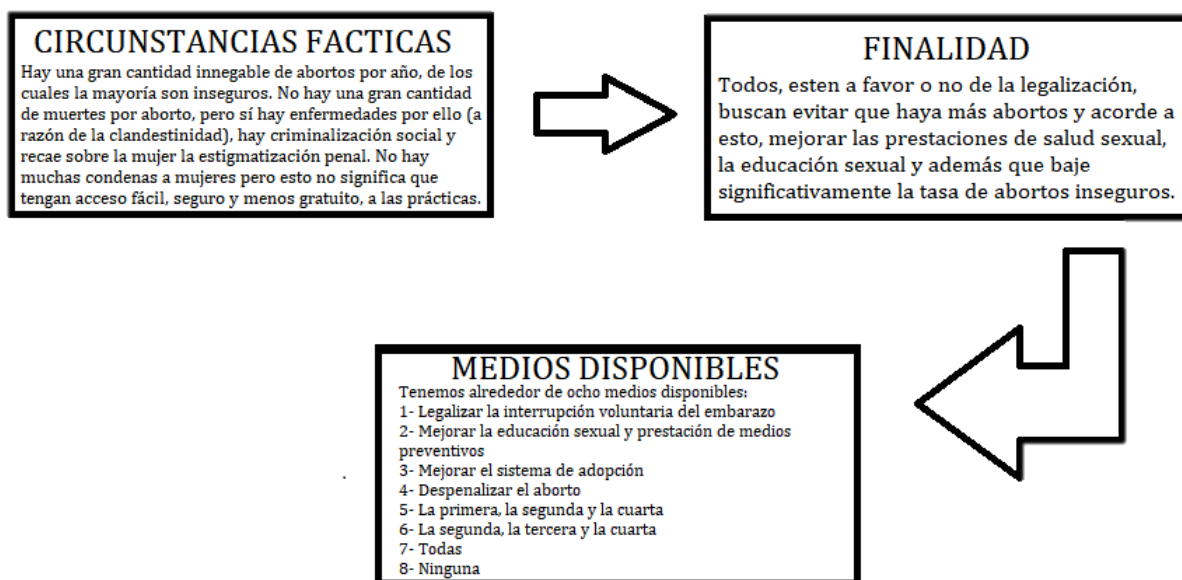 CIRCUNSTANCIAS FACTICAS
Hay una gran cantidad innegable de abortos por año, de los
cuales la mayoría son inseguros. No hay una gran cantidad
de muertes por aborto, pero sí hay enfermedades por ello (a
razón de la clandestinidad), hay criminalización social y
recae sobre la mujer la estigmatización penal. No hay
muchas condenas a mujeres pero esto no significa que
tengan acceso fácil, seguro y menos gratuito, a las prácticas.
FINALIDAD
Todos, esten a favor o no de la legalización,
buscan evitar que haya más abortos y acorde a
esto, mejorar las prestaciones de salud sexual,
la educación sexual y además que baje
significativamente la tasa de abortos inseguros.
MEDIOS DISPONIBLES
Tenemos alrededor de ocho medios disponibles:
1- Legalizar la interrupción voluntaria del embarazo
2- Mejorar la educación sexual y prestación de medios
preventivos
3- Mejorar el sistema de adopción
4- Despenalizar el aborto
5- La primera, la segunda y la cuarta
6- La segunda, la tercera y la cuarta
7- Todas
8- Ninguna